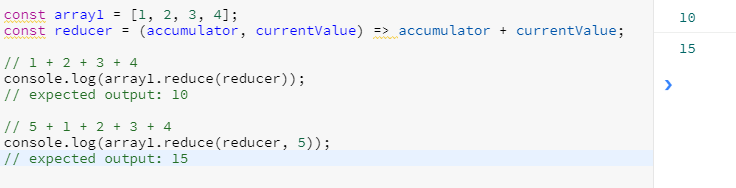 const array1 = [1, 2, 3, 4];
const reducer = (accumulator, currentValue) => accumulator + currentValue;
// 1 + 2 + 3 + 4
console.log(array1.reduce(reducer));
// expected output: 10
// 5 + 1 + 2 + 3 + 4
console.log(array1.reduce(reducer, 5));
// expected output: 15
10
15
❯